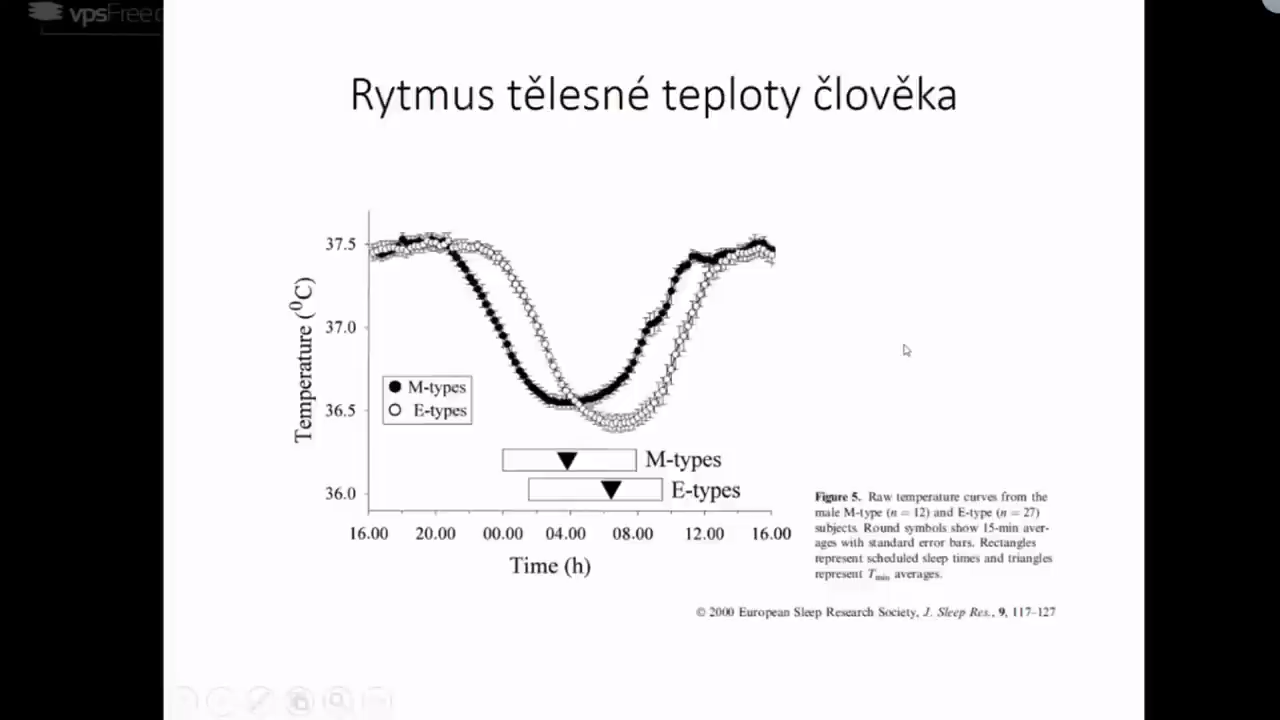 vpsFree
Rytmus tělesné teploty člověka
37.5
37.0
36.5
36.0
Temperature (⁰C)
M-types
E-types
M-types
E-types
16.00 20.00 00.00 04.00 08.00 12.00 16.00
Time (h)
Figure 5. Raw temperature curves from the
male M-type (n = 12) and E-type (n = 27)
subjects. Round symbols show 15-min aver-
ages with standard error bars. Rectangles
represent scheduled sleep times and triangles
represent Tmin averages.
© 2000 European Sleep Research Society, J. Sleep Res., 9, 117–127